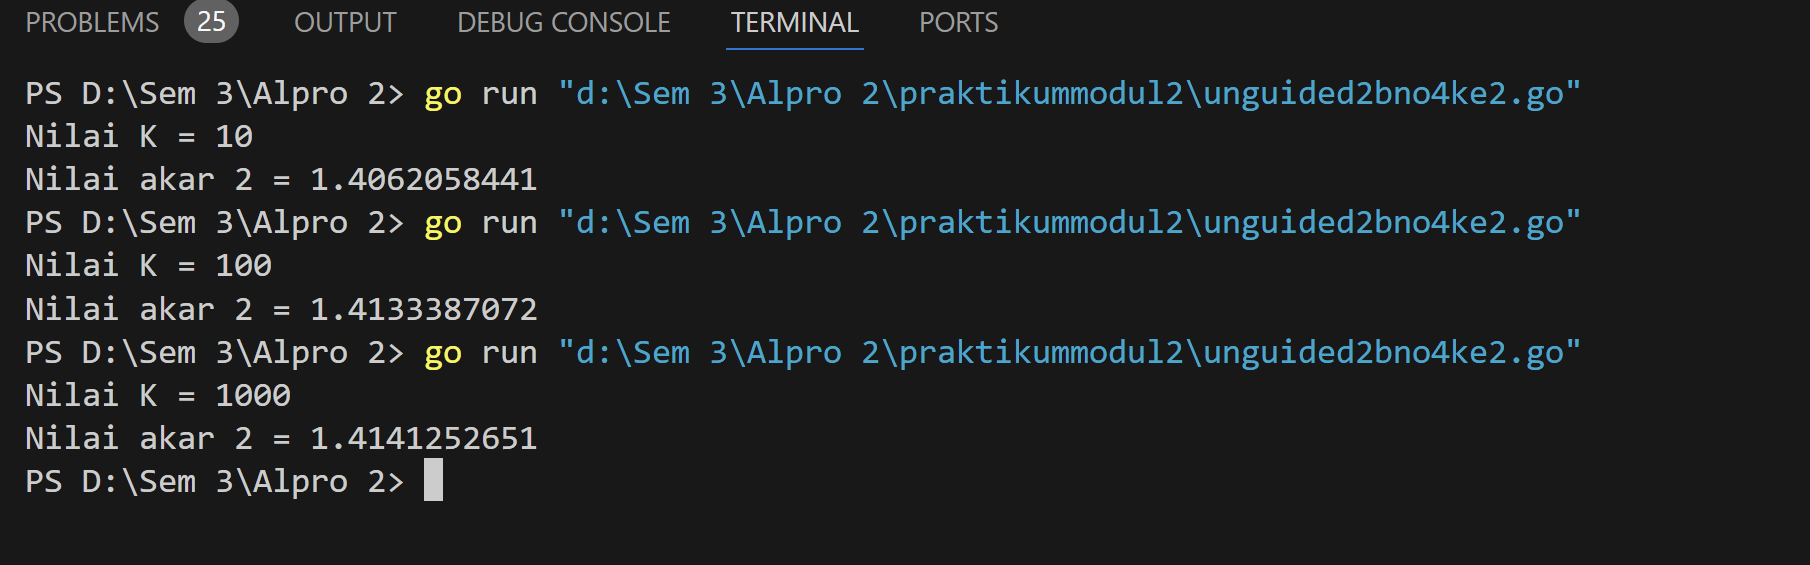 PROBLEMS 25 OUTPUT DEBUG CONSOLE TERMINAL PORTS
PS D:\Sem 3\Alpro 2> go run "d:\Sem 3\Alpro 2\praktikummodul2\unguided2bno4ke2.go"
Nilai K = 10
Nilai akar 2 = 1.4062058441
PS D:\Sem 3\Alpro 2> go run "d:\Sem 3\Alpro 2\praktikummodul2\unguided2bno4ke2.go"
Nilai K = 100
Nilai akar 2 = 1.4133387072
PS D:\Sem 3\Alpro 2> go run "d:\Sem 3\Alpro 2\praktikummodul2\unguided2bno4ke2.go"
Nilai K = 1000
Nilai akar 2 = 1.4141252651
PS D:\Sem 3\Alpro 2>